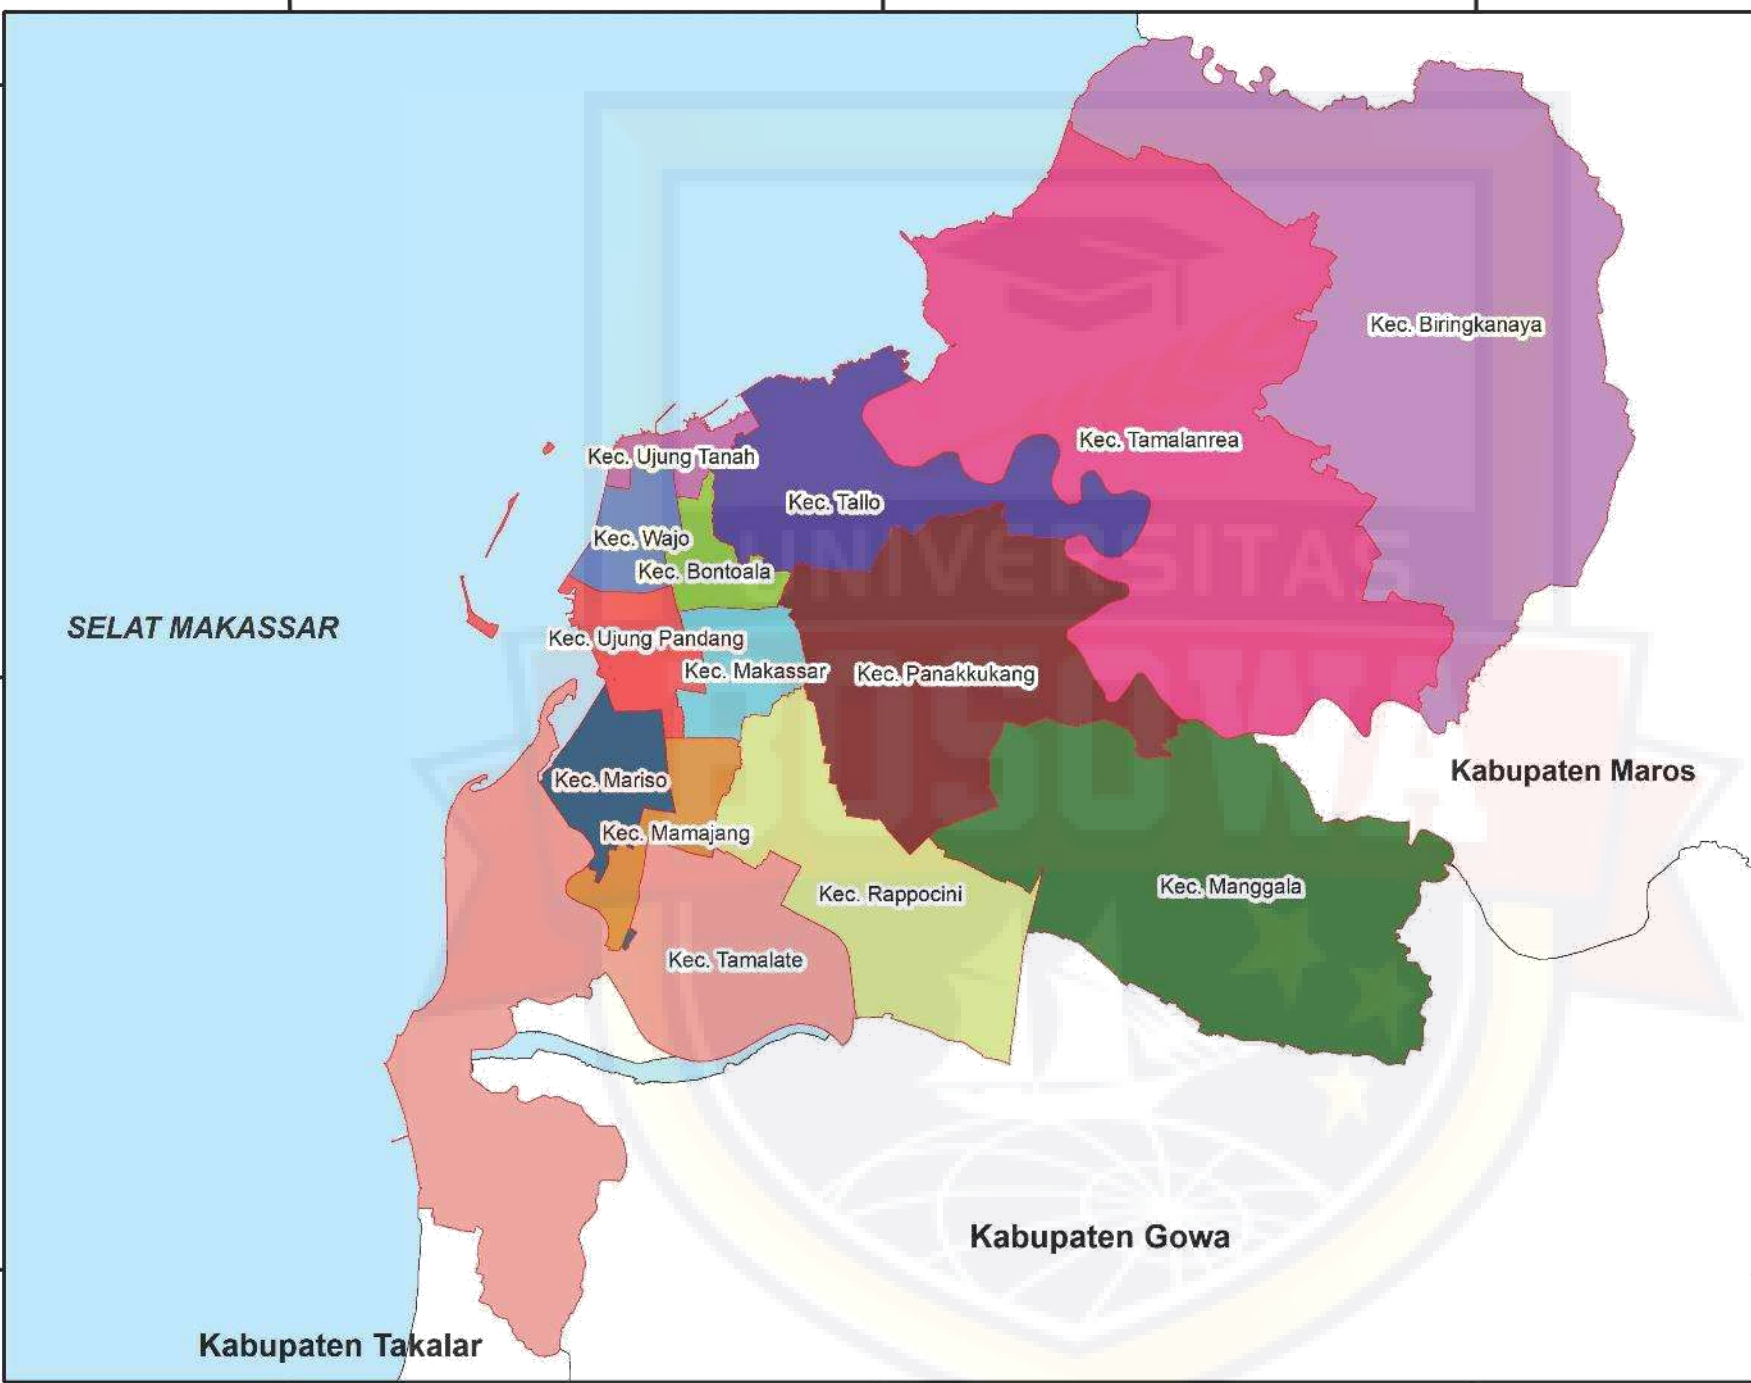 Kec. Biringkanaya
Kec. Tamalanrea
Kec. Ujung Tanah
Kec. Tallo
Kec. Wajo
Kec. Bontoala
UNIVERSITAS
SELAT MAKASSAR
Kec. Ujung Pandang
Kec. Makassar
Kec. Panakkukang
BOSOWA
Kabupaten Maros
Kec. Mariso
Kec. Mamajang
Kec. Manggala
Kec. Rappocini
Kec. Tamalate
Kabupaten Gowa
Kabupaten Takalar